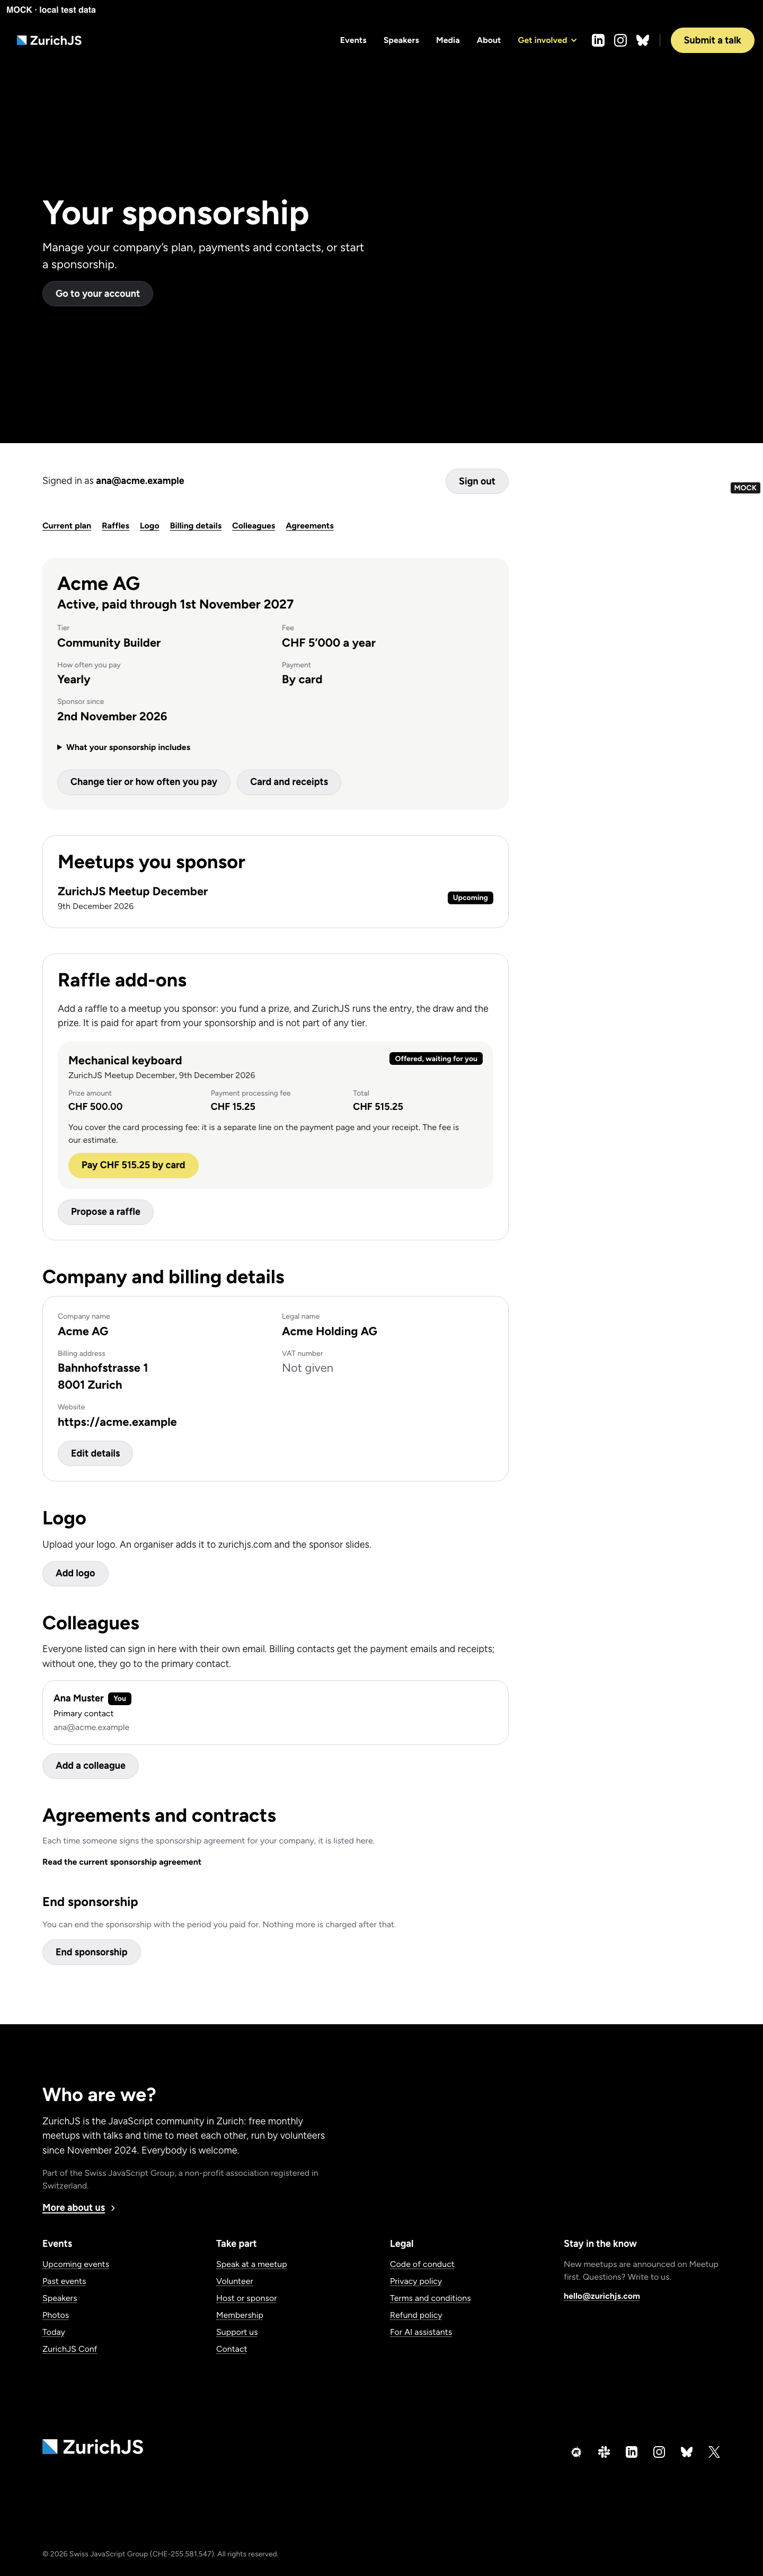 MOCK · local test data
ZurichJS
Events
Speakers
Media
About
Get involved
Submit a talk
Your sponsorship
Manage your company’s plan, payments and contacts, or start
a sponsorship.
Go to your account
Signed in as ana@acme.example
Sign out
MOCK
Current plan
Raffles
Logo
Billing details
Colleagues
Agreements
Acme AG
Active, paid through 1st November 2027
Tier
Community Builder
Fee
CHF 5’000 a year
How often you pay
Yearly
Payment
By card
Sponsor since
2nd November 2026
What your sponsorship includes
Change tier or how often you pay
Card and receipts
Meetups you sponsor
ZurichJS Meetup December
9th December 2026
Upcoming
Raffle add-ons
Add a raffle to a meetup you sponsor: you fund a prize, and ZurichJS runs the entry, the draw and the
prize. It is paid for apart from your sponsorship and is not part of any tier.
Mechanical keyboard
Offered, waiting for you
ZurichJS Meetup December, 9th December 2026
Prize amount
CHF 500.00
Payment processing fee
CHF 15.25
Total
CHF 515.25
You cover the card processing fee: it is a separate line on the payment page and your receipt. The fee is
our estimate.
Pay CHF 515.25 by card
Propose a raffle
Company and billing details
Company name
Acme AG
Legal name
Acme Holding AG
Billing address
Bahnhofstrasse 1
8001 Zurich
VAT number
Not given
Website
https://acme.example
Edit details
Logo
Upload your logo. An organiser adds it to zurichjs.com and the sponsor slides.
Add logo
Colleagues
Everyone listed can sign in here with their own email. Billing contacts get the payment emails and receipts;
without one, they go to the primary contact.
Ana Muster
You
Primary contact
ana@acme.example
Add a colleague
Agreements and contracts
Each time someone signs the sponsorship agreement for your company, it is listed here.
Read the current sponsorship agreement
End sponsorship
You can end the sponsorship with the period you paid for. Nothing more is charged after that.
End sponsorship
Who are we?
ZurichJS is the JavaScript community in Zurich: free monthly
meetups with talks and time to meet each other, run by volunteers
since November 2024. Everybody is welcome.
Part of the Swiss JavaScript Group, a non-profit association registered in
Switzerland.
More about us
Events
Upcoming events
Past events
Speakers
Photos
Today
ZurichJS Conf
Take part
Speak at a meetup
Volunteer
Host or sponsor
Membership
Support us
Contact
Legal
Code of conduct
Privacy policy
Terms and conditions
Refund policy
For AI assistants
Stay in the know
New meetups are announced on Meetup
first. Questions? Write to us.
hello@zurichjs.com
ZurichJS
© 2026 Swiss JavaScript Group (CHE-255.581.547). All rights reserved.